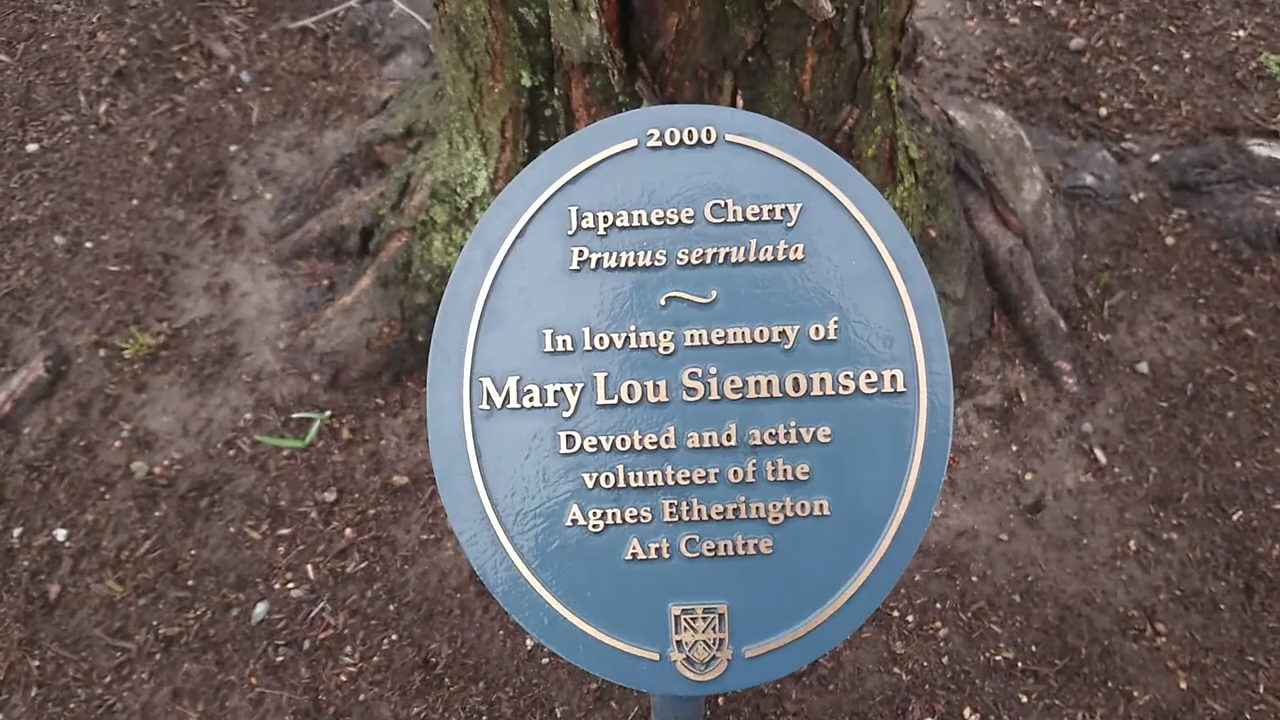 2000
Japanese Cherry
Prunus serrulata
In loving memory of
Mary Lou Siemonsen
Devoted and active
volunteer of the
Agnes Etherington
Art Centre